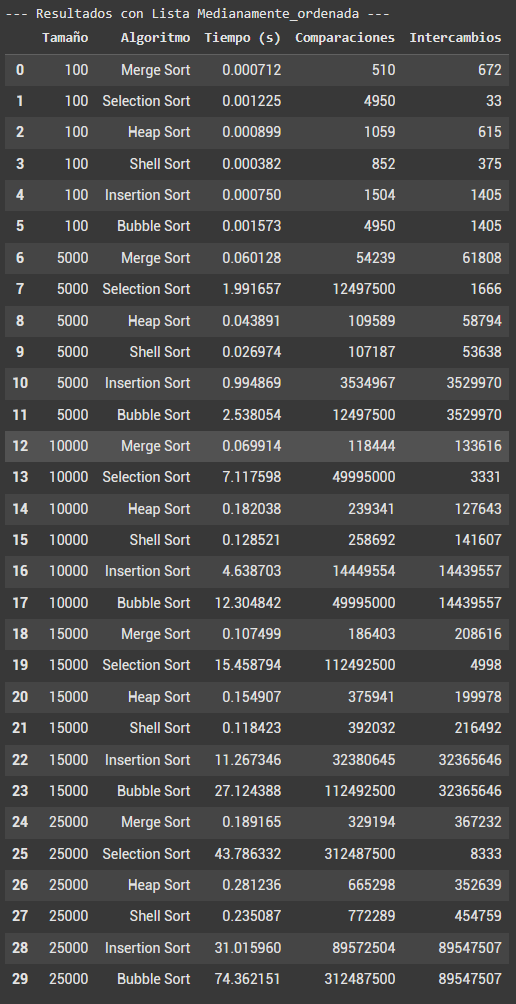 --- Resultados con Lista Medianamente_ordenada ---
Tamaño Algoritmo Tiempo (s) Comparaciones Intercambios
0 100 Merge Sort 0.000712 510 672
1 100 Selection Sort 0.001225 4950 33
2 100 Heap Sort 0.000899 1059 615
3 100 Shell Sort 0.000382 852 375
4 100 Insertion Sort 0.000750 1504 1405
5 100 Bubble Sort 0.001573 4950 1405
6 5000 Merge Sort 0.060128 54239 61808
7 5000 Selection Sort 1.991657 12497500 1666
8 5000 Heap Sort 0.043891 109589 58794
9 5000 Shell Sort 0.026974 107187 53638
10 5000 Insertion Sort 0.994869 3534967 3529970
11 5000 Bubble Sort 2.538054 12497500 3529970
12 10000 Merge Sort 0.069914 118444 133616
13 10000 Selection Sort 7.117598 49995000 3331
14 10000 Heap Sort 0.182038 239341 127643
15 10000 Shell Sort 0.128521 258692 141607
16 10000 Insertion Sort 4.638703 14449554 14439557
17 10000 Bubble Sort 12.304842 49995000 14439557
18 15000 Merge Sort 0.107499 186403 208616
19 15000 Selection Sort 15.458794 112492500 4998
20 15000 Heap Sort 0.154907 375941 199978
21 15000 Shell Sort 0.118423 392032 216492
22 15000 Insertion Sort 11.267346 32380645 32365646
23 15000 Bubble Sort 27.124388 112492500 32365646
24 25000 Merge Sort 0.189165 329194 367232
25 25000 Selection Sort 43.786332 312487500 8333
26 25000 Heap Sort 0.281236 665298 352639
27 25000 Shell Sort 0.235087 772289 454759
28 25000 Insertion Sort 31.015960 89572504 89547507
29 25000 Bubble Sort 74.362151 312487500 89547507